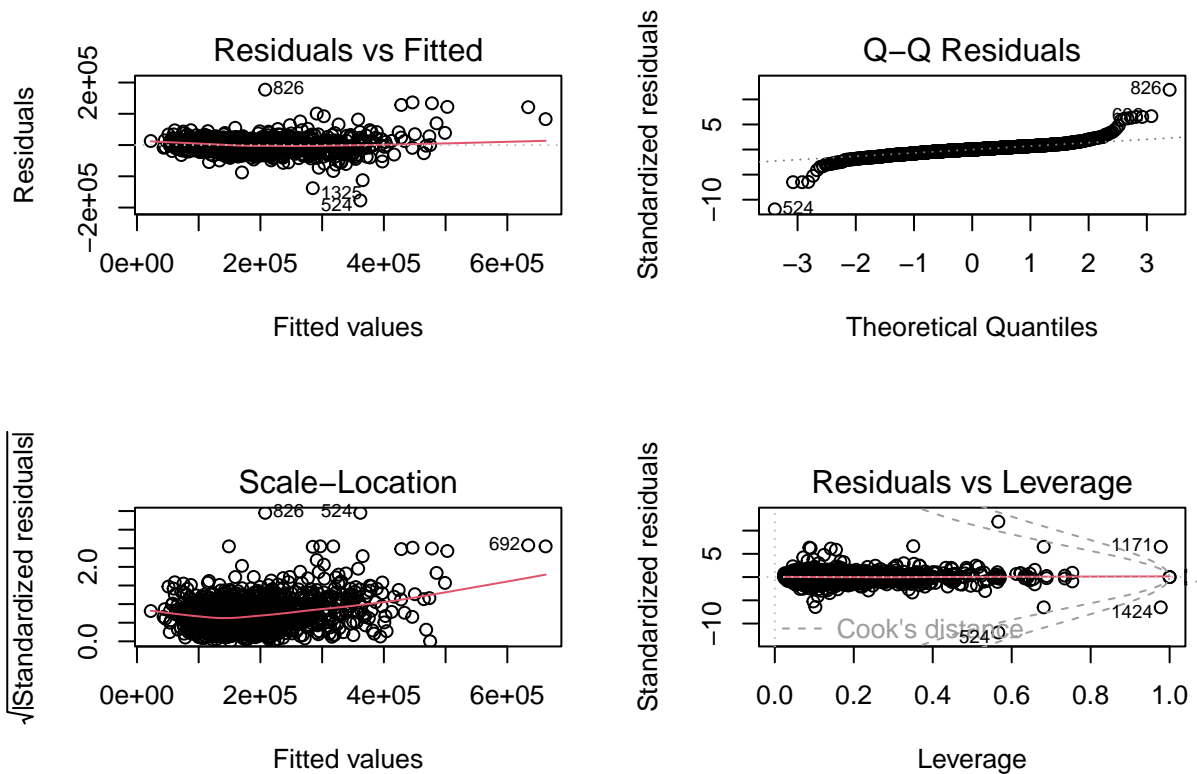 Residuals vs Fitted
Residuals
−2e+05 2e+05
826
1325
524
0e+00 2e+05 4e+05 6e+05
Fitted values
Q−Q Residuals
Standardized residuals
−10 5
826
524
−3 −2 −1 0 1 2 3
Theoretical Quantiles
Scale−Location
√|Standardized residuals|
0.0 2.0
826 524
692
0e+00 2e+05 4e+05 6e+05
Fitted values
Residuals vs Leverage
Standardized residuals
−10 5
1171
1424
Cook's distance
524
0.0 0.2 0.4 0.6 0.8 1.0
Leverage